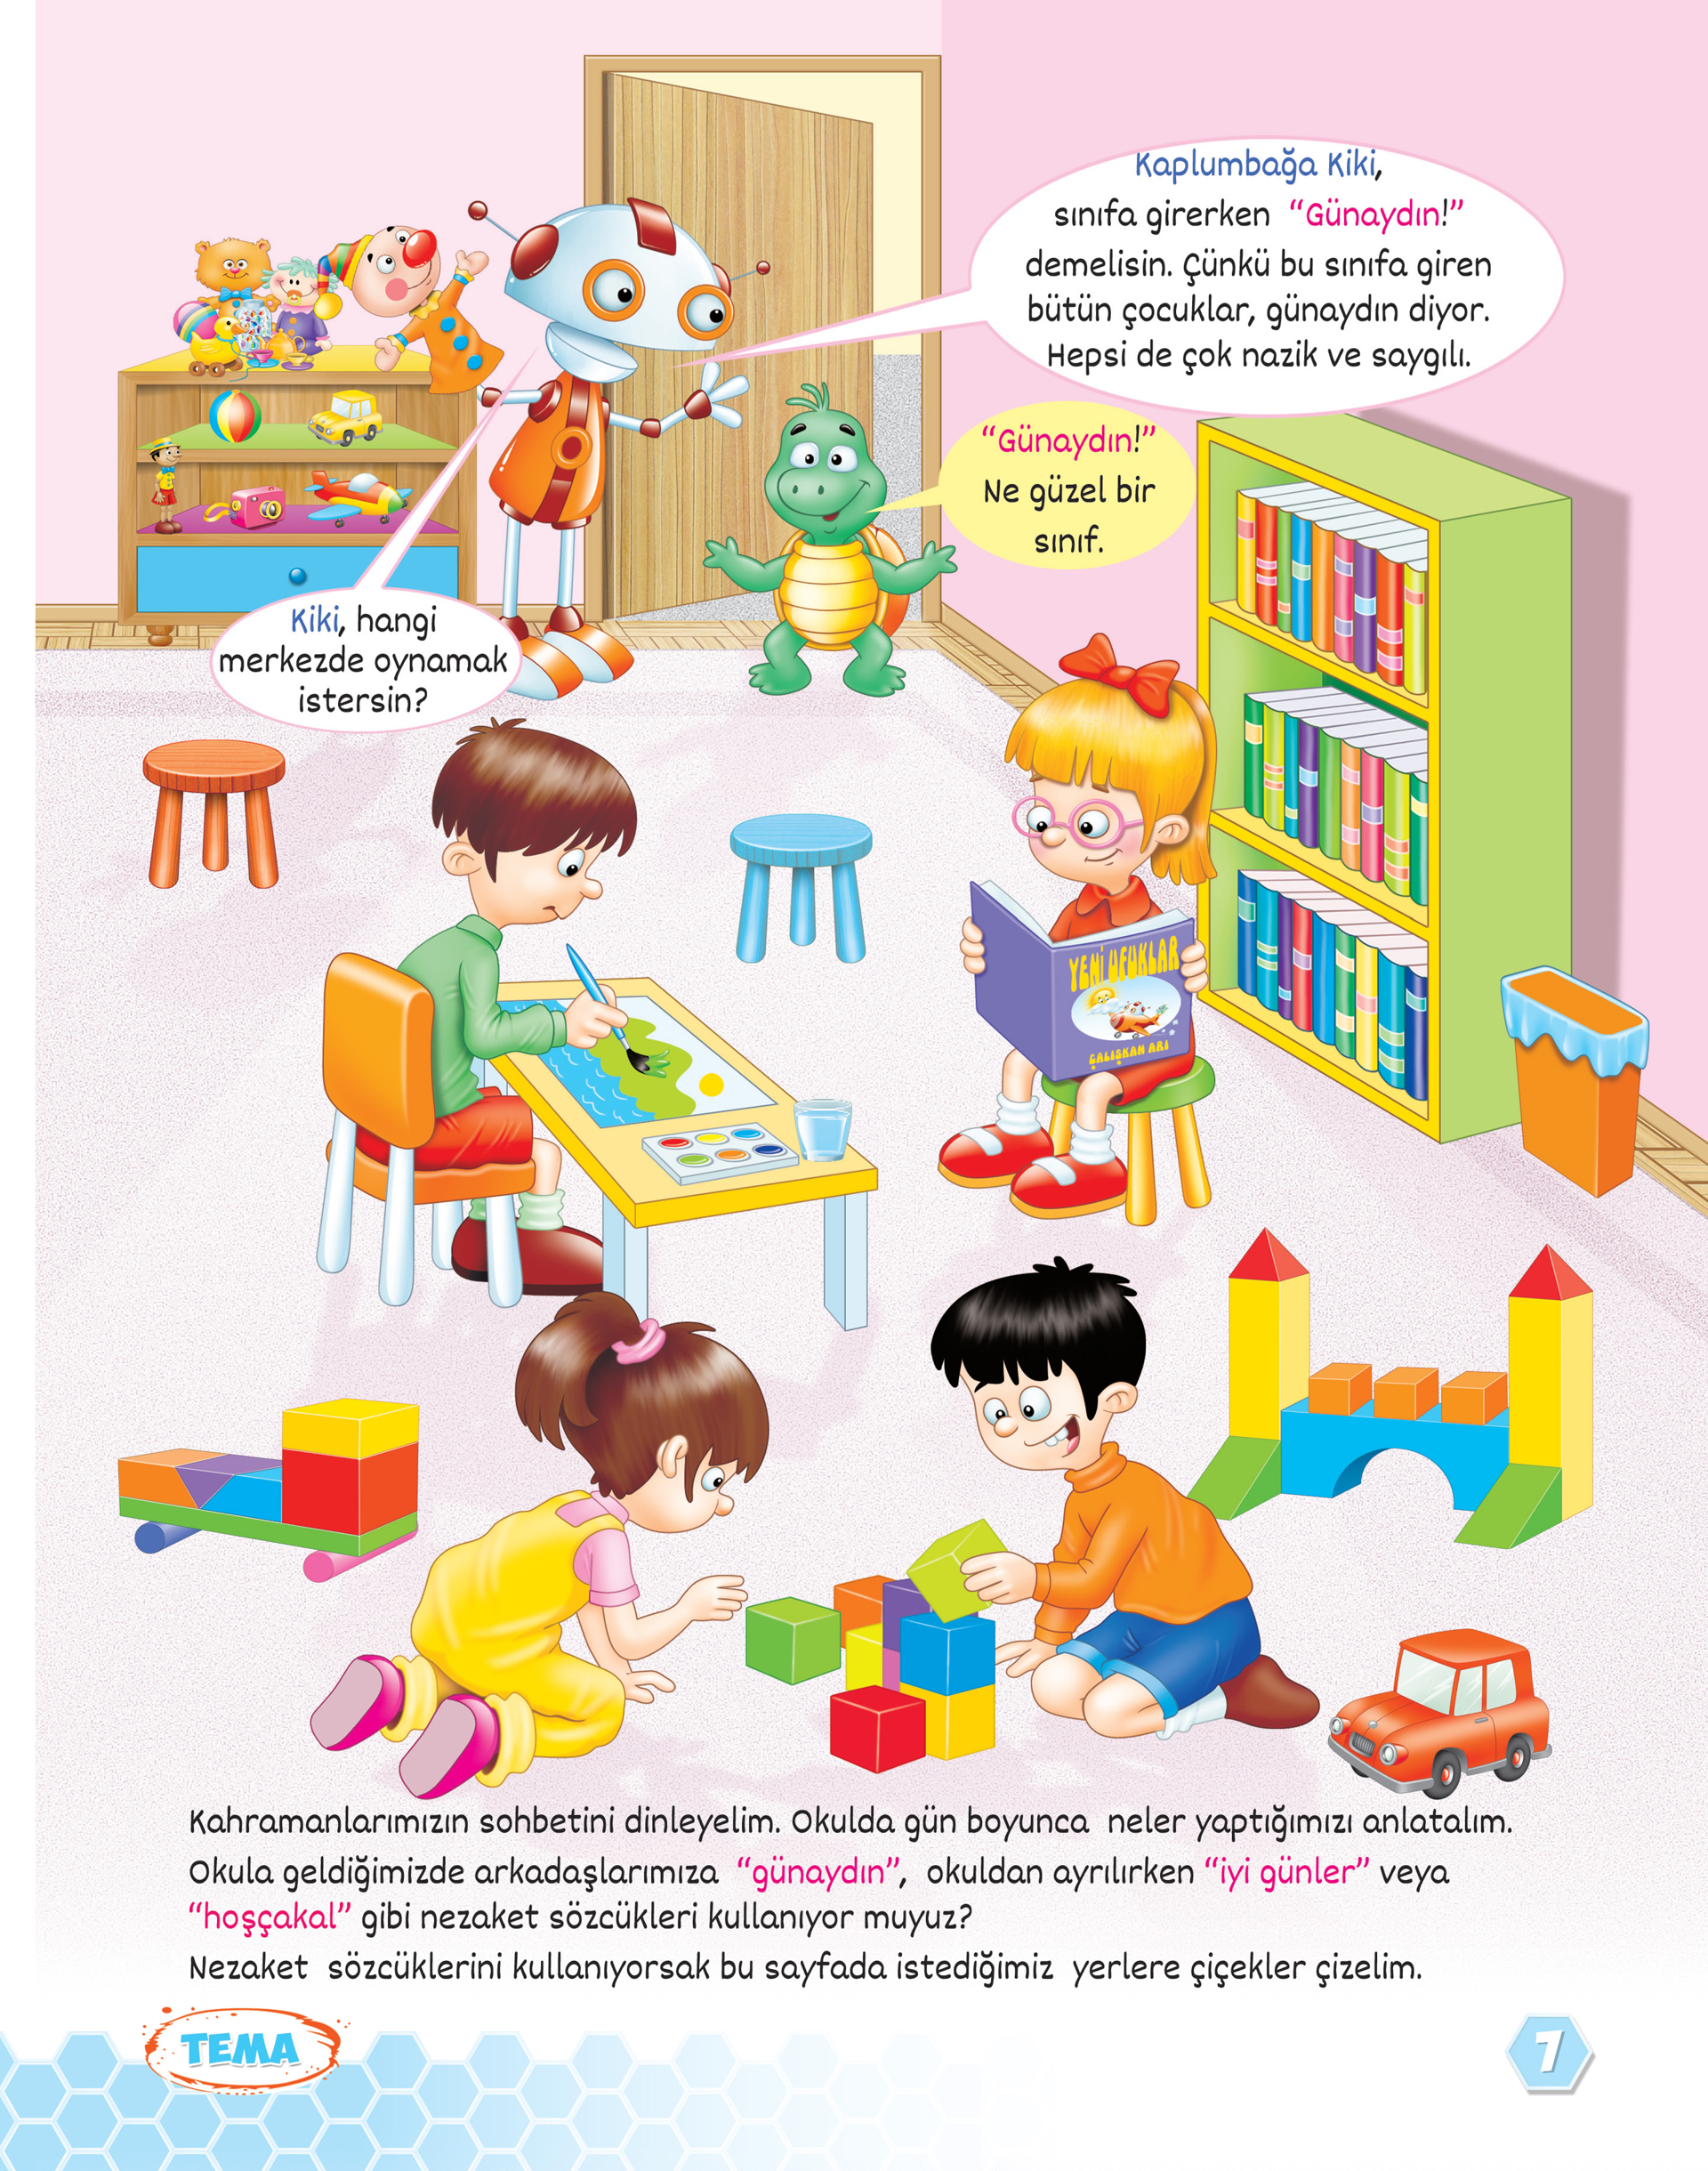 Kaplumbağa Kiki,
sınıfa girerken “Günaydın!”
demelisin. Çünkü bu sınıfa giren
bütün çocuklar, günaydın diyor.
Hepsi de çok nazik ve saygılı.
“Günaydın!”
Ne güzel bir
sınıf.
Kiki, hangi
merkezde oynamak
istersin?
YENİ UFUKLAR
ÇALIŞKAN ARI
Kahramanlarımızın sohbetini dinleyelim. Okulda gün boyunca neler yaptığımızı anlatalım.
Okula geldiğimizde arkadaşlarımıza “günaydın”, okuldan ayrılırken “iyi günler” veya
“hoşçakal” gibi nezaket sözcükleri kullanıyor muyuz?
Nezaket sözcüklerini kullanıyorsak bu sayfada istediğimiz yerlere çiçekler çizelim.
TEMA
7